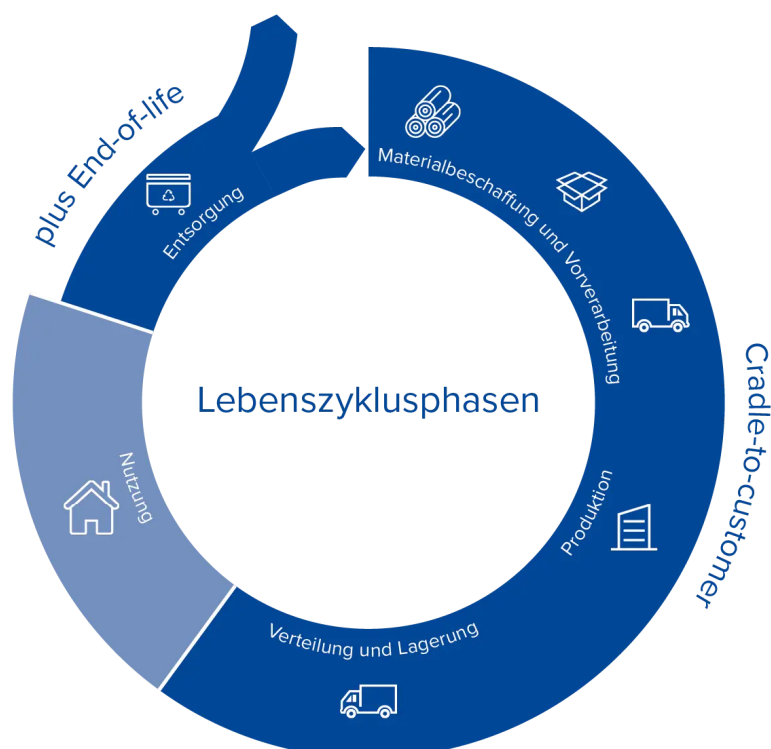 Lebenszyklusphasen
Materialbeschaffung und Vorverarbeitung
Produktion
Verteilung und Lagerung
Nutzung
Entsorgung
Cradle-to-customer
plus End-of-life